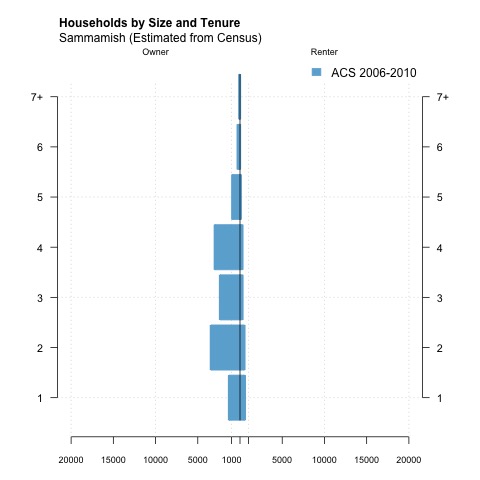 Households by Size and Tenure
Sammamish (Estimated from Census)
Owner Renter
ACS 2006-2010
7+ 7+
6 6
5 5
4 4
3 3
2 2
1 1
20000 15000 10000 5000 1000 5000 10000 15000 20000